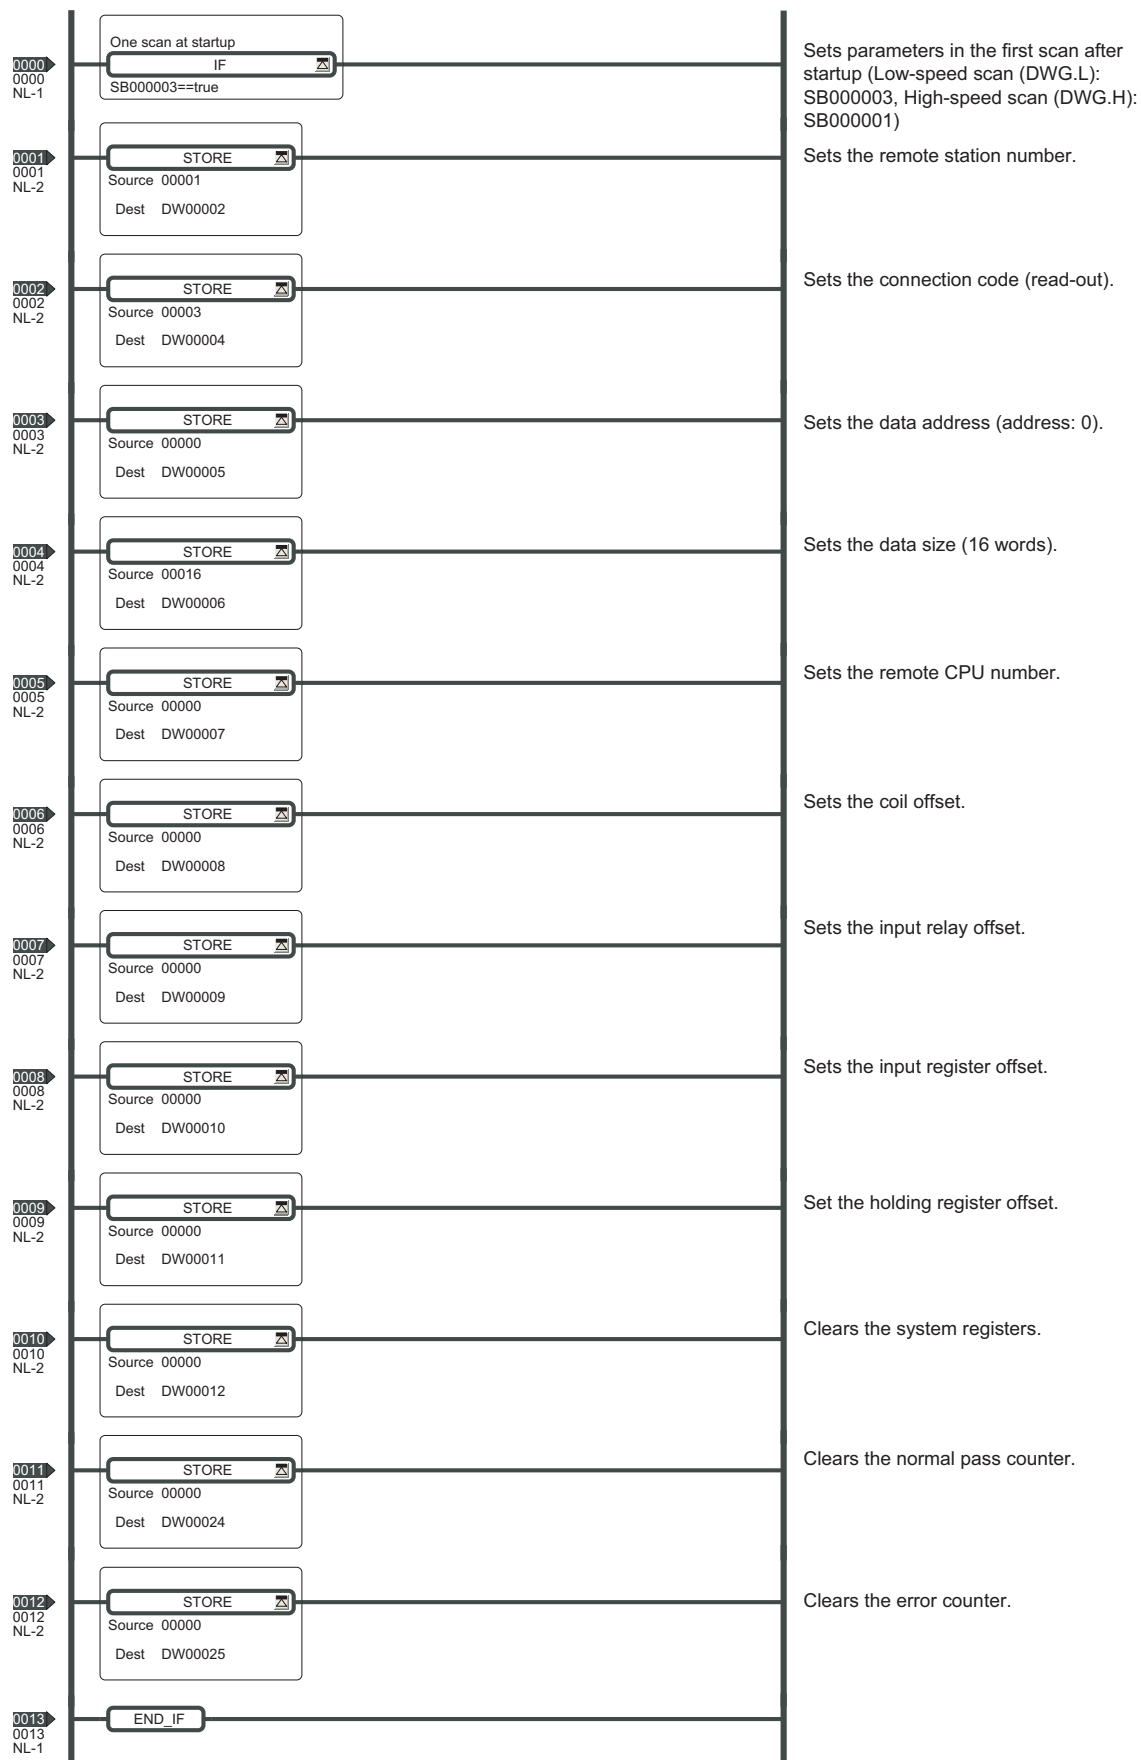 One scan at startup
0000 IF
0000 SB000003==true
NL-1
Sets parameters in the first scan after
startup (Low-speed scan (DWG.L):
SB000003, High-speed scan (DWG.H):
SB000001)
0001 STORE Sets the remote station number.
0001 Source 00001
NL-2
Dest DW00002
0002 STORE Sets the connection code (read-out).
0002 Source 00003
NL-2
Dest DW00004
0003 STORE Sets the data address (address: 0).
0003 Source 00000
NL-2
Dest DW00005
0004 STORE Sets the data size (16 words).
0004 Source 00016
NL-2
Dest DW00006
0005 STORE Sets the remote CPU number.
0005 Source 00000
NL-2
Dest DW00007
0006 STORE Sets the coil offset.
0006 Source 00000
NL-2
Dest DW00008
0007 STORE Sets the input relay offset.
0007 Source 00000
NL-2
Dest DW00009
0008 STORE Sets the input register offset.
0008 Source 00000
NL-2
Dest DW00010
0009 STORE Set the holding register offset.
0009 Source 00000
NL-2
Dest DW00011
0010 STORE Clears the system registers.
0010 Source 00000
NL-2
Dest DW00012
0011 STORE Clears the normal pass counter.
0011 Source 00000
NL-2
Dest DW00024
0012 STORE Clears the error counter.
0012 Source 00000
NL-2
Dest DW00025
0013 END_IF
0013
NL-1